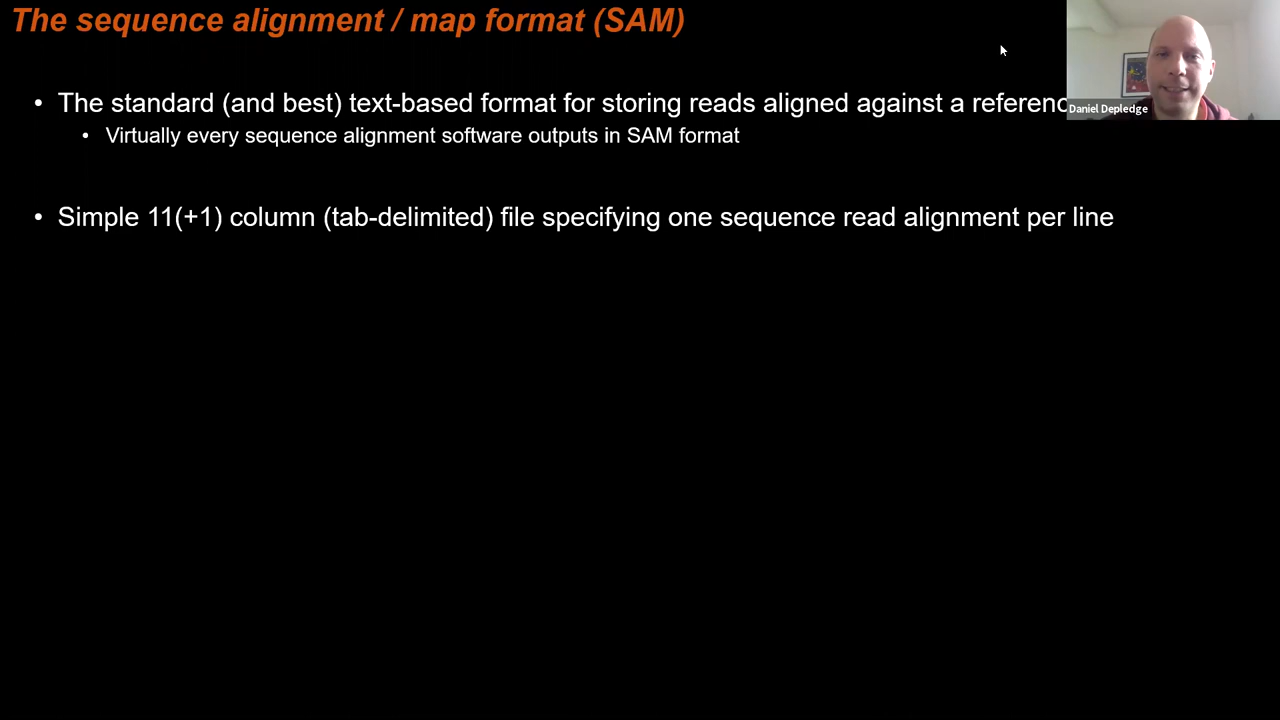 The sequence alignment / map format (SAM)
• The standard (and best) text-based format for storing reads aligned against a
Daniel Depledge
• Virtually every sequence alignment software outputs in SAM format
• Simple 11(+1) column (tab-delimited) file specifying one sequence read alignment per line